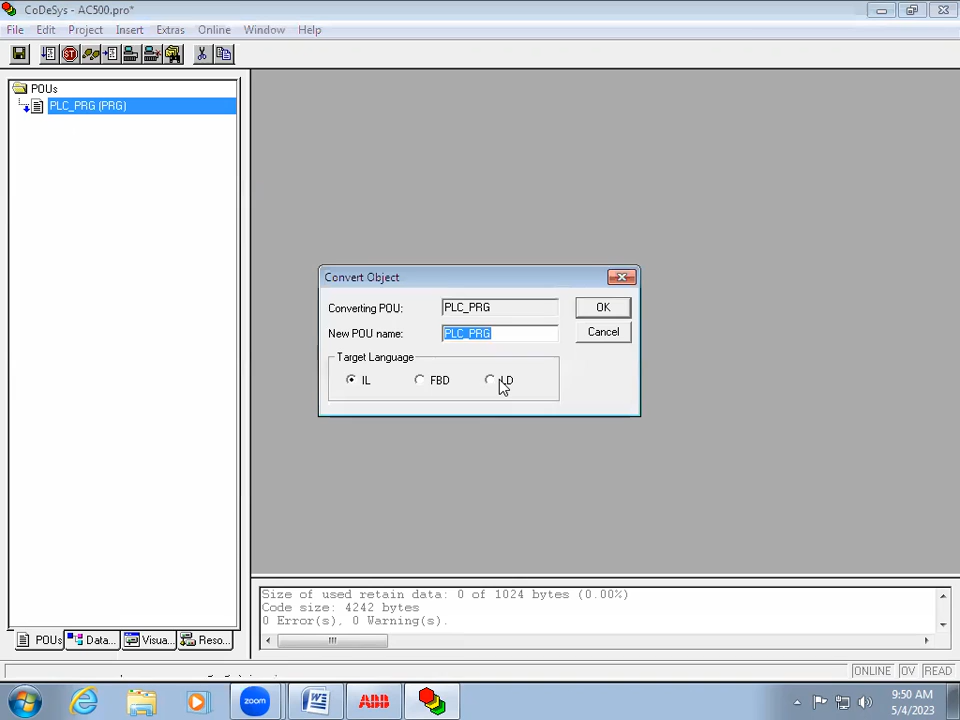 CoDeSys - AC500.pro*
File Edit Project Insert Extras Online Window Help
POUs
PLC_PRG (PRG)
Convert Object
Converting POU: PLC_PRG OK
New POU name: PLC_PRG Cancel
Target Language
IL FBD LD
Size of used retain data: 0 of 1024 bytes (0.00%)
Code size: 4242 bytes
0 Error(s), 0 Warning(s).
POUs Data... Visua... Reso...
ONLINE OV READ
zoom ABB
9:50 AM
5/4/2023